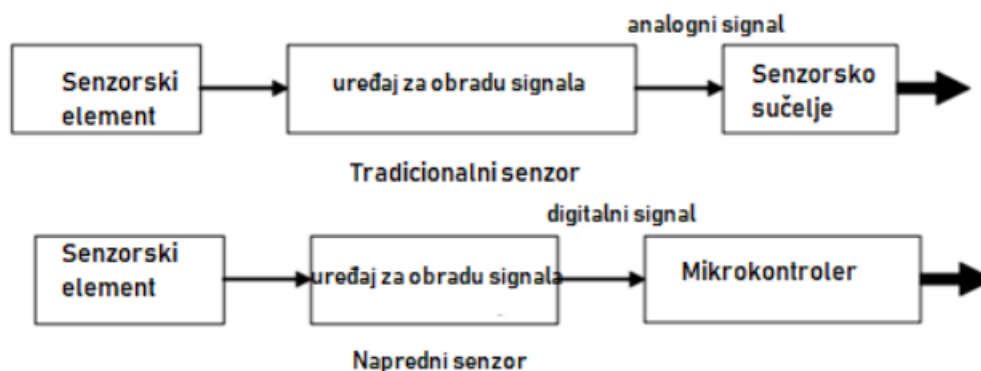 analogni signal
Senzorski
element
uređaj za obradu signala
Senzorsko
sučelje
Tradicionalni senzor
digitalni signal
Senzorski
element
uređaj za obradu signala
Mikrokontroler
Napredni senzor